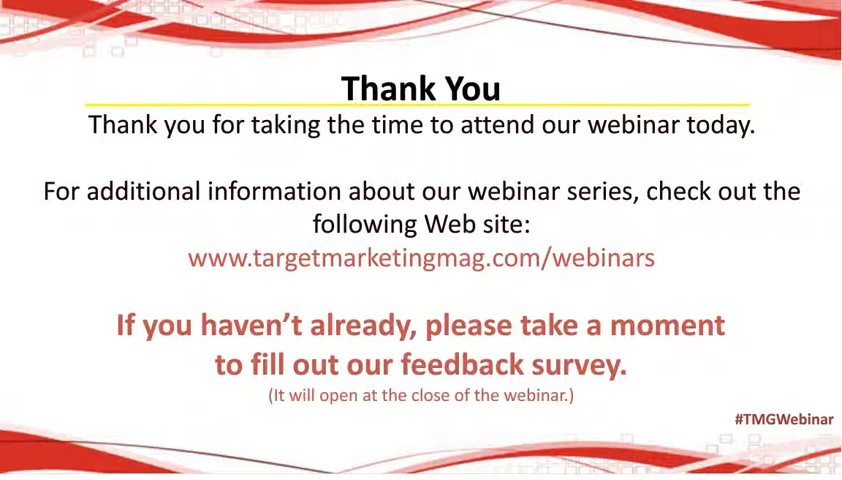 Thank You
Thank you for taking the time to attend our webinar today.
For additional information about our webinar series, check out the
following Web site:
www.targetmarketingmag.com/webinars
If you haven’t already, please take a moment
to fill out our feedback survey.
(It will open at the close of the webinar.)
#TMGWebinar